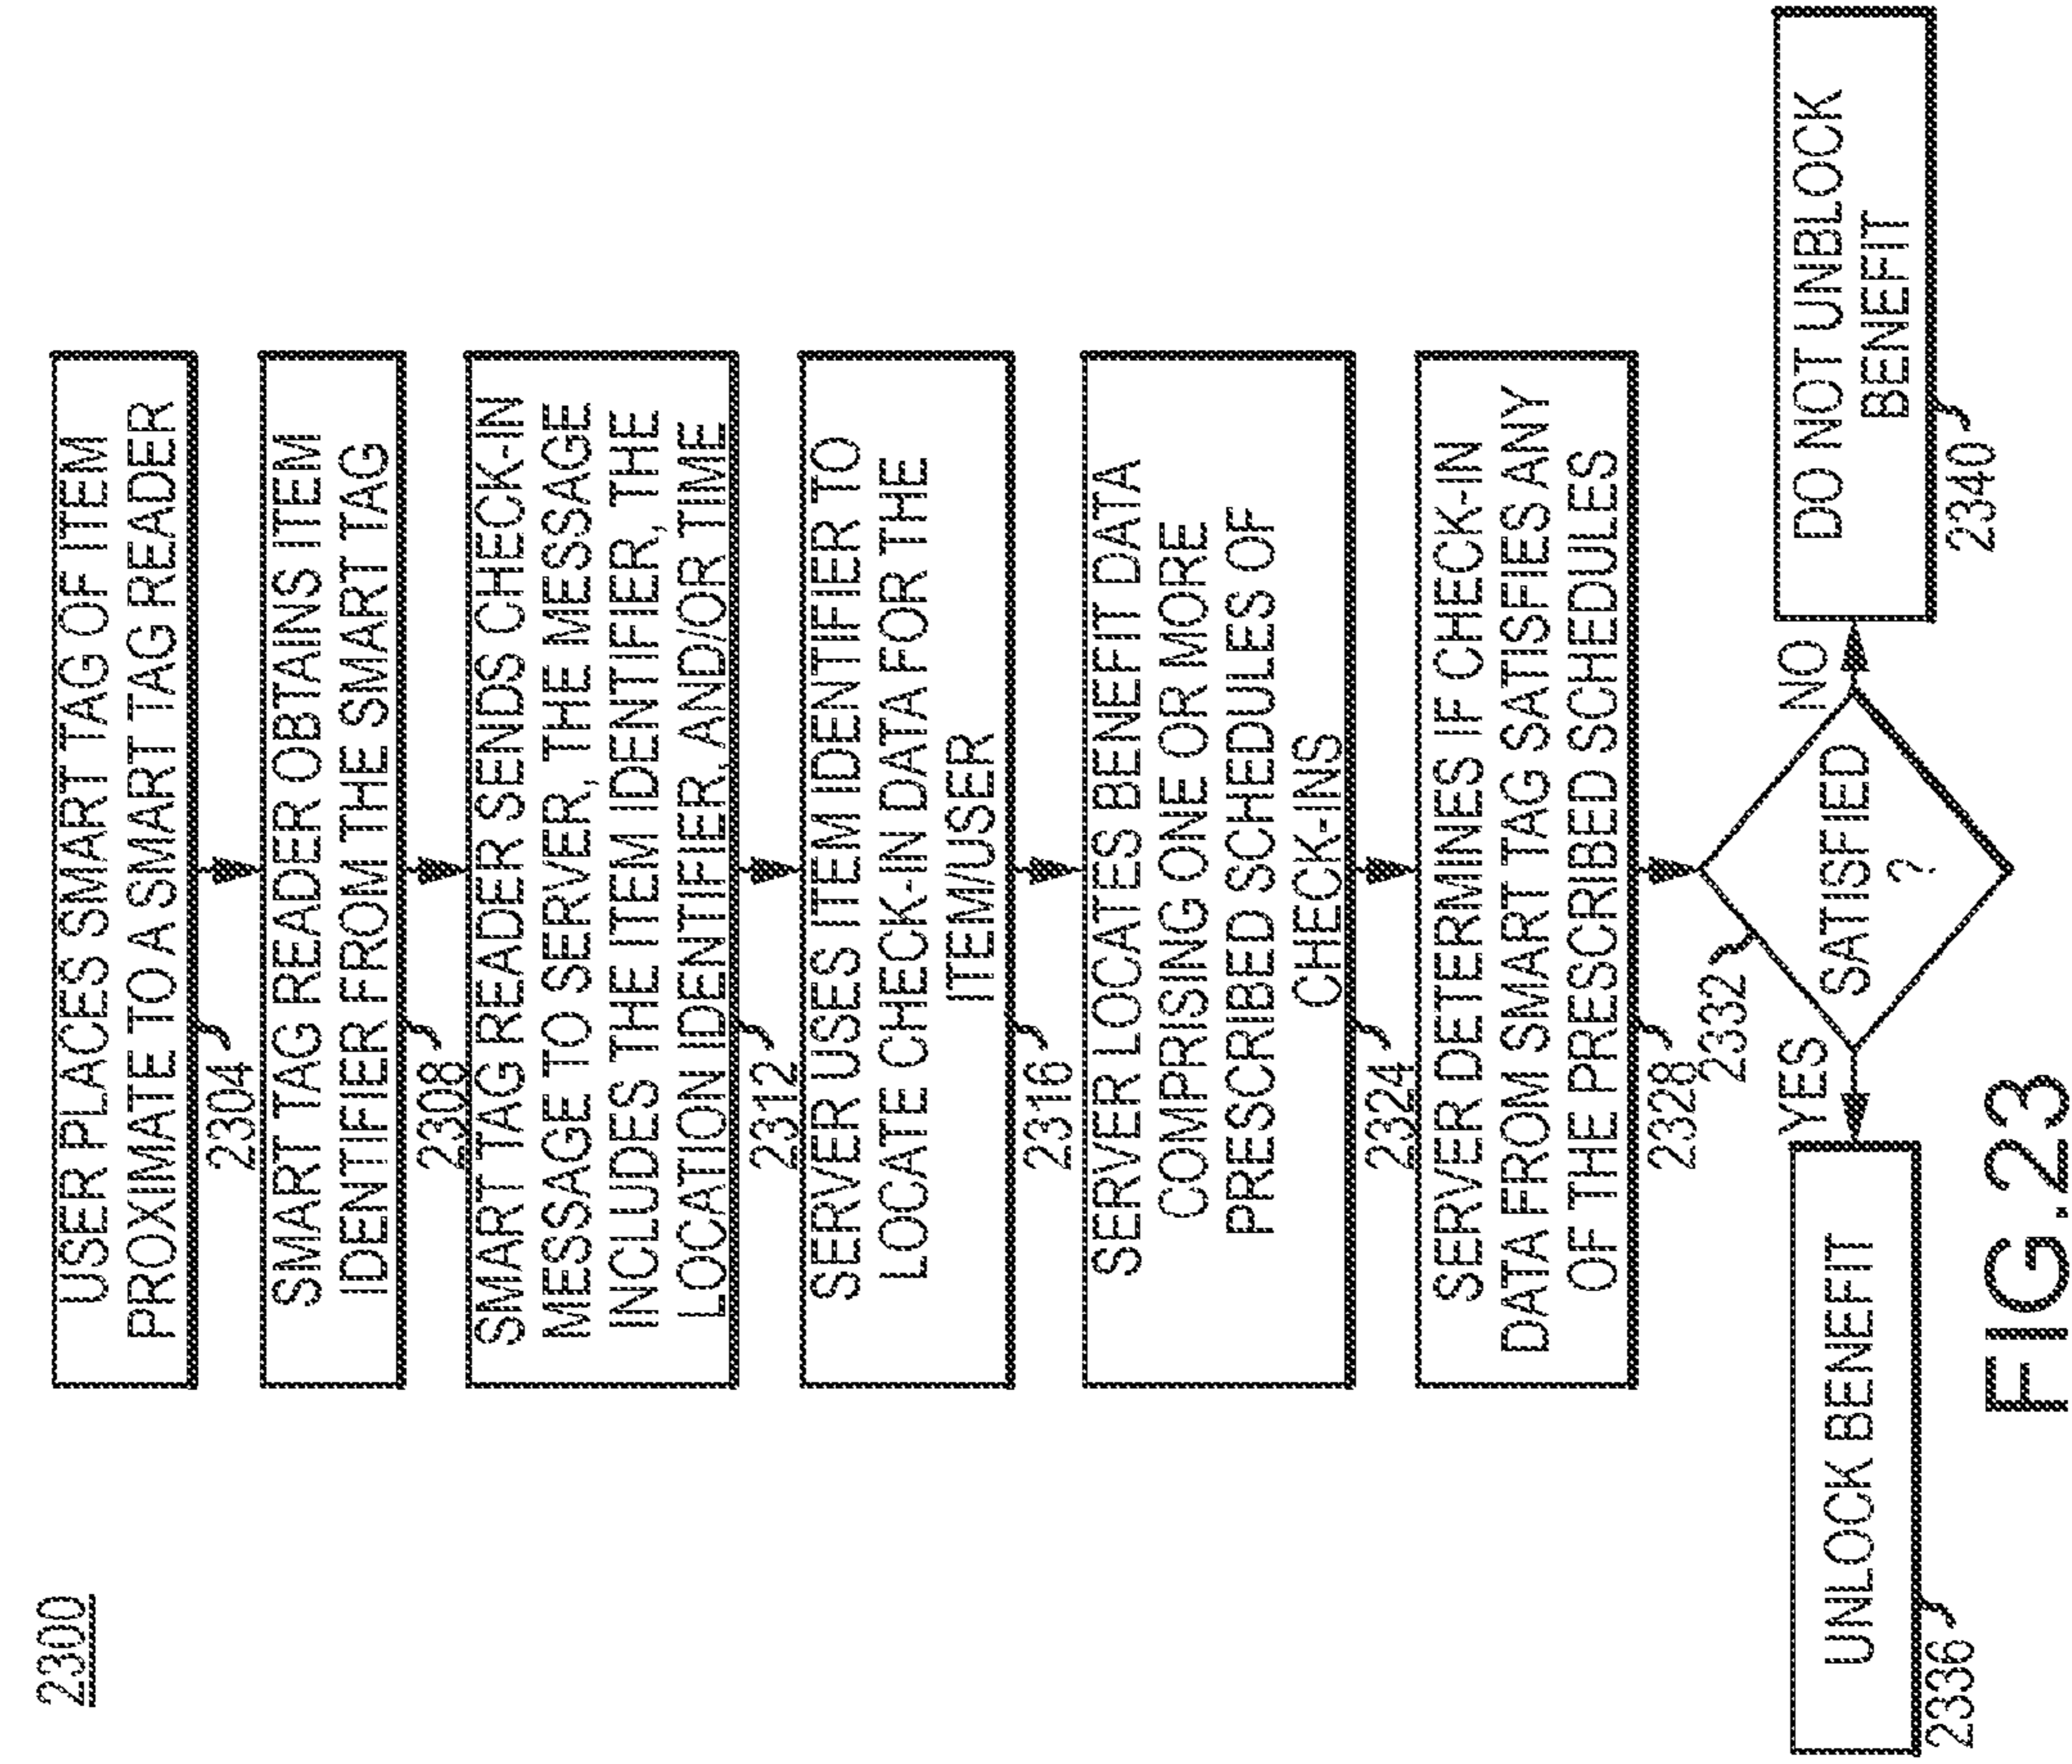 2300
USER PLACES SMART TAG OF ITEM
PROXIMATE TO A SMART TAG READER
2304
SMART TAG READER OBTAINS ITEM
IDENTIFIER FROM THE SMART TAG
2308
SMART TAG READER SENDS CHECK-IN
MESSAGE TO SERVER, THE MESSAGE
INCLUDES THE ITEM IDENTIFIER, THE
LOCATION IDENTIFIER, AND/OR TIME
2312
SERVER USES ITEM IDENTIFIER TO
LOCATE CHECK-IN DATA FOR THE
ITEM/USER
2316
SERVER LOCATES BENEFIT DATA
COMPRISING ONE OR MORE
PRESCRIBED SCHEDULES OF
CHECK-INS
2324
SERVER DETERMINES IF CHECK-IN
DATA FROM SMART TAG SATISFIES ANY
OF THE PRESCRIBED SCHEDULES
2328
2332
SATISFIED
?
YES
NO
UNLOCK BENEFIT
2336
DO NOT UNBLOCK
BENEFIT
2340
FIG.23